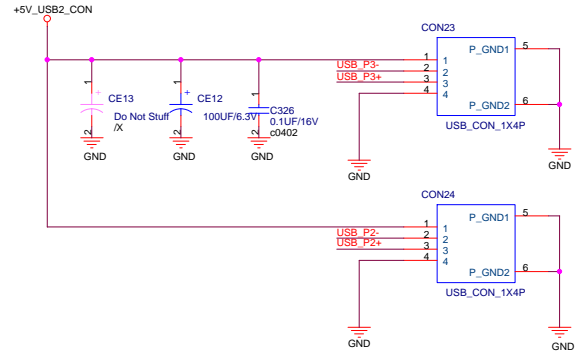 +5V_USB2_CON
CON23
USB_P3-
USB_P3+
1
2
3
4
1
2
3
4
P_GND1
5
P_GND2
6
USB_CON_1X4P
1
+
CE13
Do Not Stuff
/X
2
GND
1
+
CE12
100UF/6.3V
2
GND
1
C326
0.1UF/16V
c0402
2
GND
GND
GND
CON24
USB_P2-
USB_P2+
1
2
3
4
1
2
3
4
P_GND1
5
P_GND2
6
USB_CON_1X4P
GND
GND